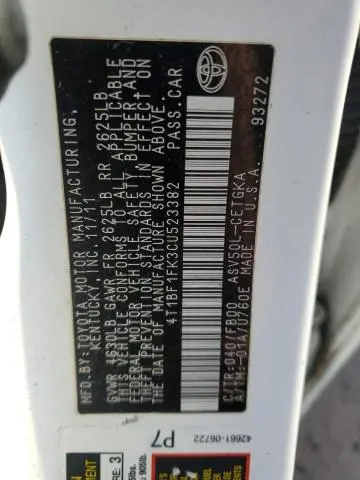 MFD.BY:TOYOTA MOTOR MANUFACTURING,
KENTUCKY, INC. 11/11
GVWR 4630LB GAWR FR 2625LB RR 2625LB
THIS VEHICLE CONFORMS TO ALL APPLICABLE
FEDERAL MOTOR VEHICLE SAFETY, BUMPER AND
THEFT PREVENTION STANDARDS IN EFFECT ON
THE DATE OF MANUFACTURE SHOWN ABOVE.
4T1BF1FK3CU523382 PASS.CAR
C/TR:040/FB00 ASV50L-CETGKA
A/TM:-01A/U760E MADE IN U.S.A.
93272
42661-06722
P7